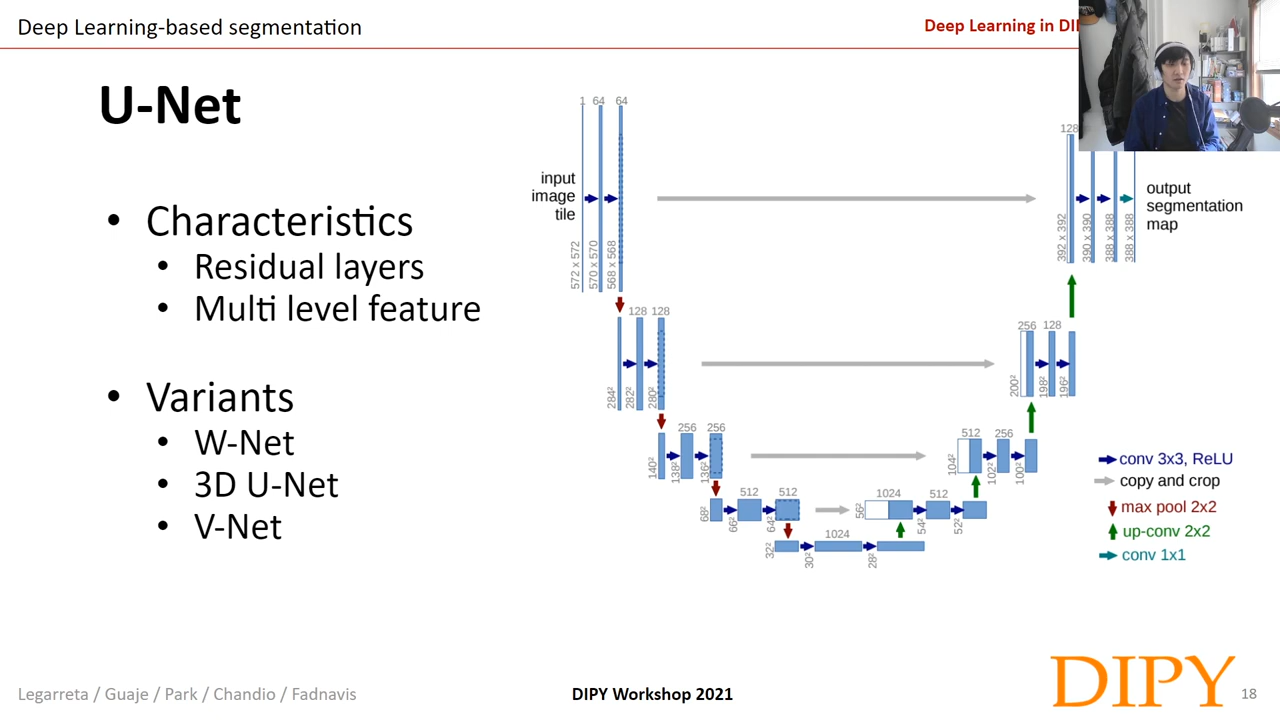 Deep Learning-based segmentation
Deep Learning in
U-Net
• Characteristics
• Residual layers
• Multi level feature
• Variants
• W-Net
• 3D U-Net
• V-Net
1 64 64
input
image
tile
572 x 572
570 x 570
568 x 568
128 128
284²
282²
280²
256 256
140²
138²
136²
512 512
68²
66²
64²
1024
32²
30²
28²
1024 512
56²
54²
52²
512 256
104²
102²
100²
256 128
200²
198²
196²
128
392 x 392
390 x 390
388 x 388
388 x 388
output
segmentation
map
conv 3x3, ReLU
copy and crop
max pool 2x2
up-conv 2x2
conv 1x1
Legarreta / Guaje / Park / Chandio / Fadnavis
DIPY Workshop 2021
DIPY
18